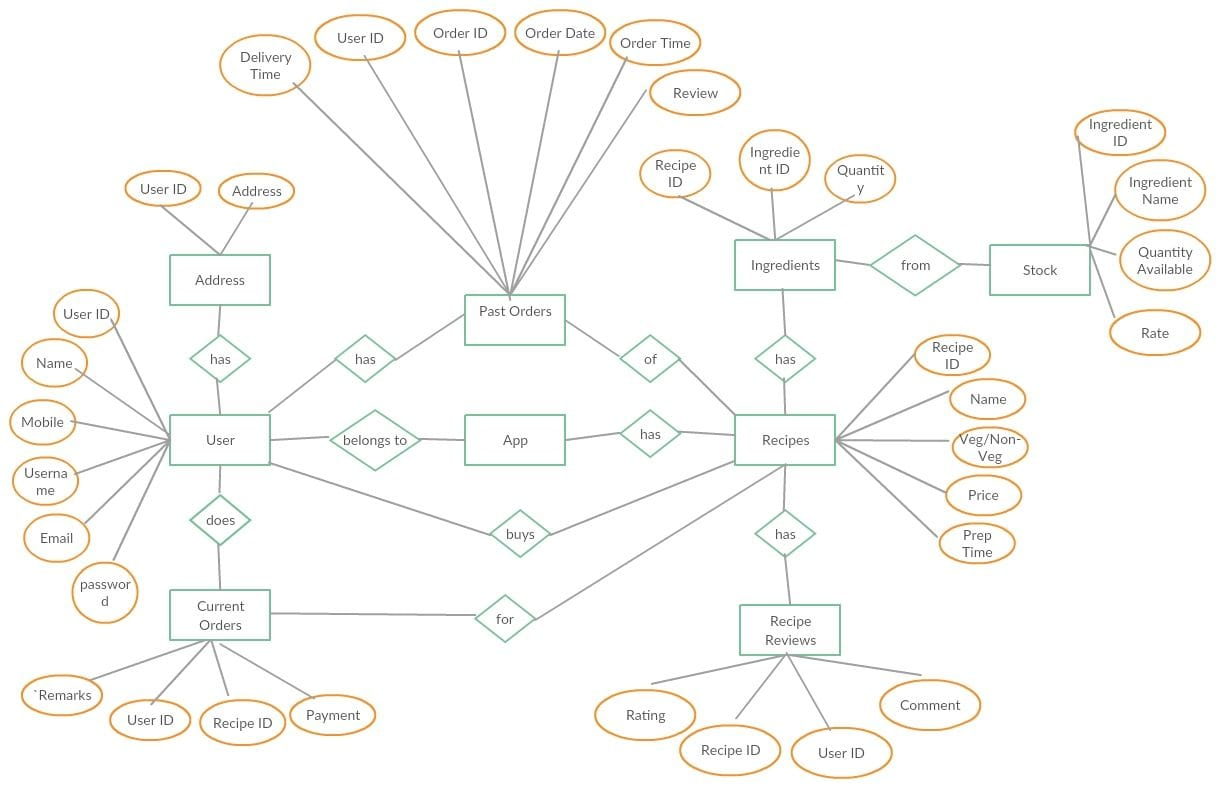 User ID
Order ID
Order Date
Order Time
Delivery
Time
Review
Ingredient
ID
Recipe
ID
Ingredie
nt ID
Quantit
y
Ingredient
Name
User ID
Address
Quantity
Available
Address
Ingredients
from
Stock
User ID
Past Orders
Rate
Name
has
has
of
has
Recipe
ID
Name
Mobile
User
belongs to
App
has
Recipes
Veg/Non-
Veg
Userna
me
Price
Email
does
buys
has
Prep
Time
passwor
d
Current
Orders
for
Recipe
Reviews
`Remarks
User ID
Recipe ID
Payment
Rating
Recipe ID
User ID
Comment